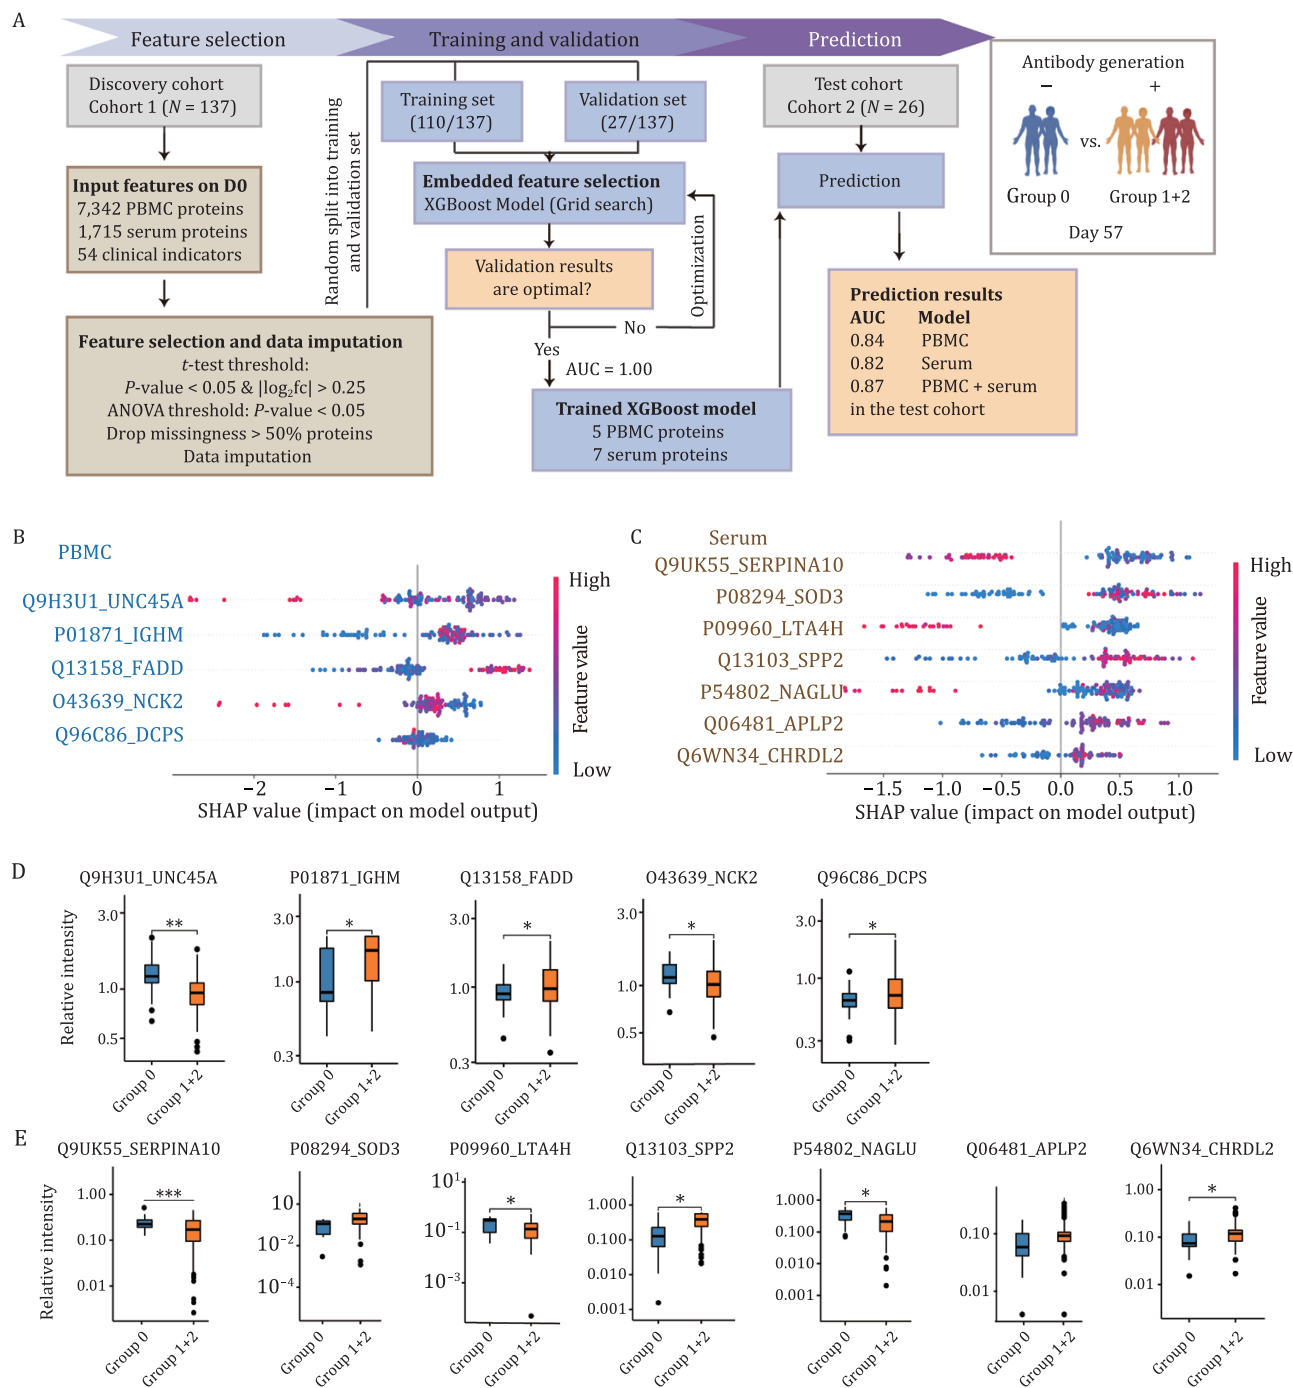 A
Feature selection
Training and validation
Prediction
Discovery cohort
Cohort 1 (N = 137)
Input features on D0
7,342 PBMC proteins
1,715 serum proteins
54 clinical indicators
Feature selection and data imputation
t-test threshold:
P-value < 0.05 & |log₂fc| > 0.25
ANOVA threshold: P-value < 0.05
Drop missingness > 50% proteins
Data imputation
Random split into training
and validation set
Training set
(110/137)
Validation set
(27/137)
Embedded feature selection
XGBoost Model (Grid search)
Validation results
are optimal?
Optimization
No
Yes
AUC = 1.00
Trained XGBoost model
5 PBMC proteins
7 serum proteins
Test cohort
Cohort 2 (N = 26)
Prediction
Prediction results
AUC Model
0.84 PBMC
0.82 Serum
0.87 PBMC + serum
in the test cohort
Antibody generation
− +
vs.
Group 0 Group 1+2
Day 57
B
PBMC
Q9H3U1_UNC45A
P01871_IGHM
Q13158_FADD
O43639_NCK2
Q96C86_DCPS
−2 −1 0 1
SHAP value (impact on model output)
High
Feature value
Low
C
Serum
Q9UK55_SERPINA10
P08294_SOD3
P09960_LTA4H
Q13103_SPP2
P54802_NAGLU
Q06481_APLP2
Q6WN34_CHRDL2
−1.5 −1.0 −0.5 0.0 0.5 1.0
SHAP value (impact on model output)
High
Feature value
Low
D
Relative intensity
Q9H3U1_UNC45A
3.0
1.0
0.5
**
Group 0 Group 1+2
P01871_IGHM
3.0
1.0
0.3
*
Group 0 Group 1+2
Q13158_FADD
3.0
1.0
0.3
*
Group 0 Group 1+2
O43639_NCK2
3.0
1.0
0.5
*
Group 0 Group 1+2
Q96C86_DCPS
3.0
1.0
0.3
*
Group 0 Group 1+2
E
Relative intensity
Q9UK55_SERPINA10
1.00
0.10
0.01
***
Group 0 Group 1+2
P08294_SOD3
10
10⁻²
10⁻⁴
Group 0 Group 1+2
P09960_LTA4H
10¹
10⁻¹
10⁻³
*
Group 0 Group 1+2
Q13103_SPP2
1.000
0.100
0.010
0.001
*
Group 0 Group 1+2
P54802_NAGLU
1.000
0.100
0.010
0.001
*
Group 0 Group 1+2
Q06481_APLP2
0.10
0.01
Group 0 Group 1+2
Q6WN34_CHRDL2
1.00
0.10
0.01
*
Group 0 Group 1+2